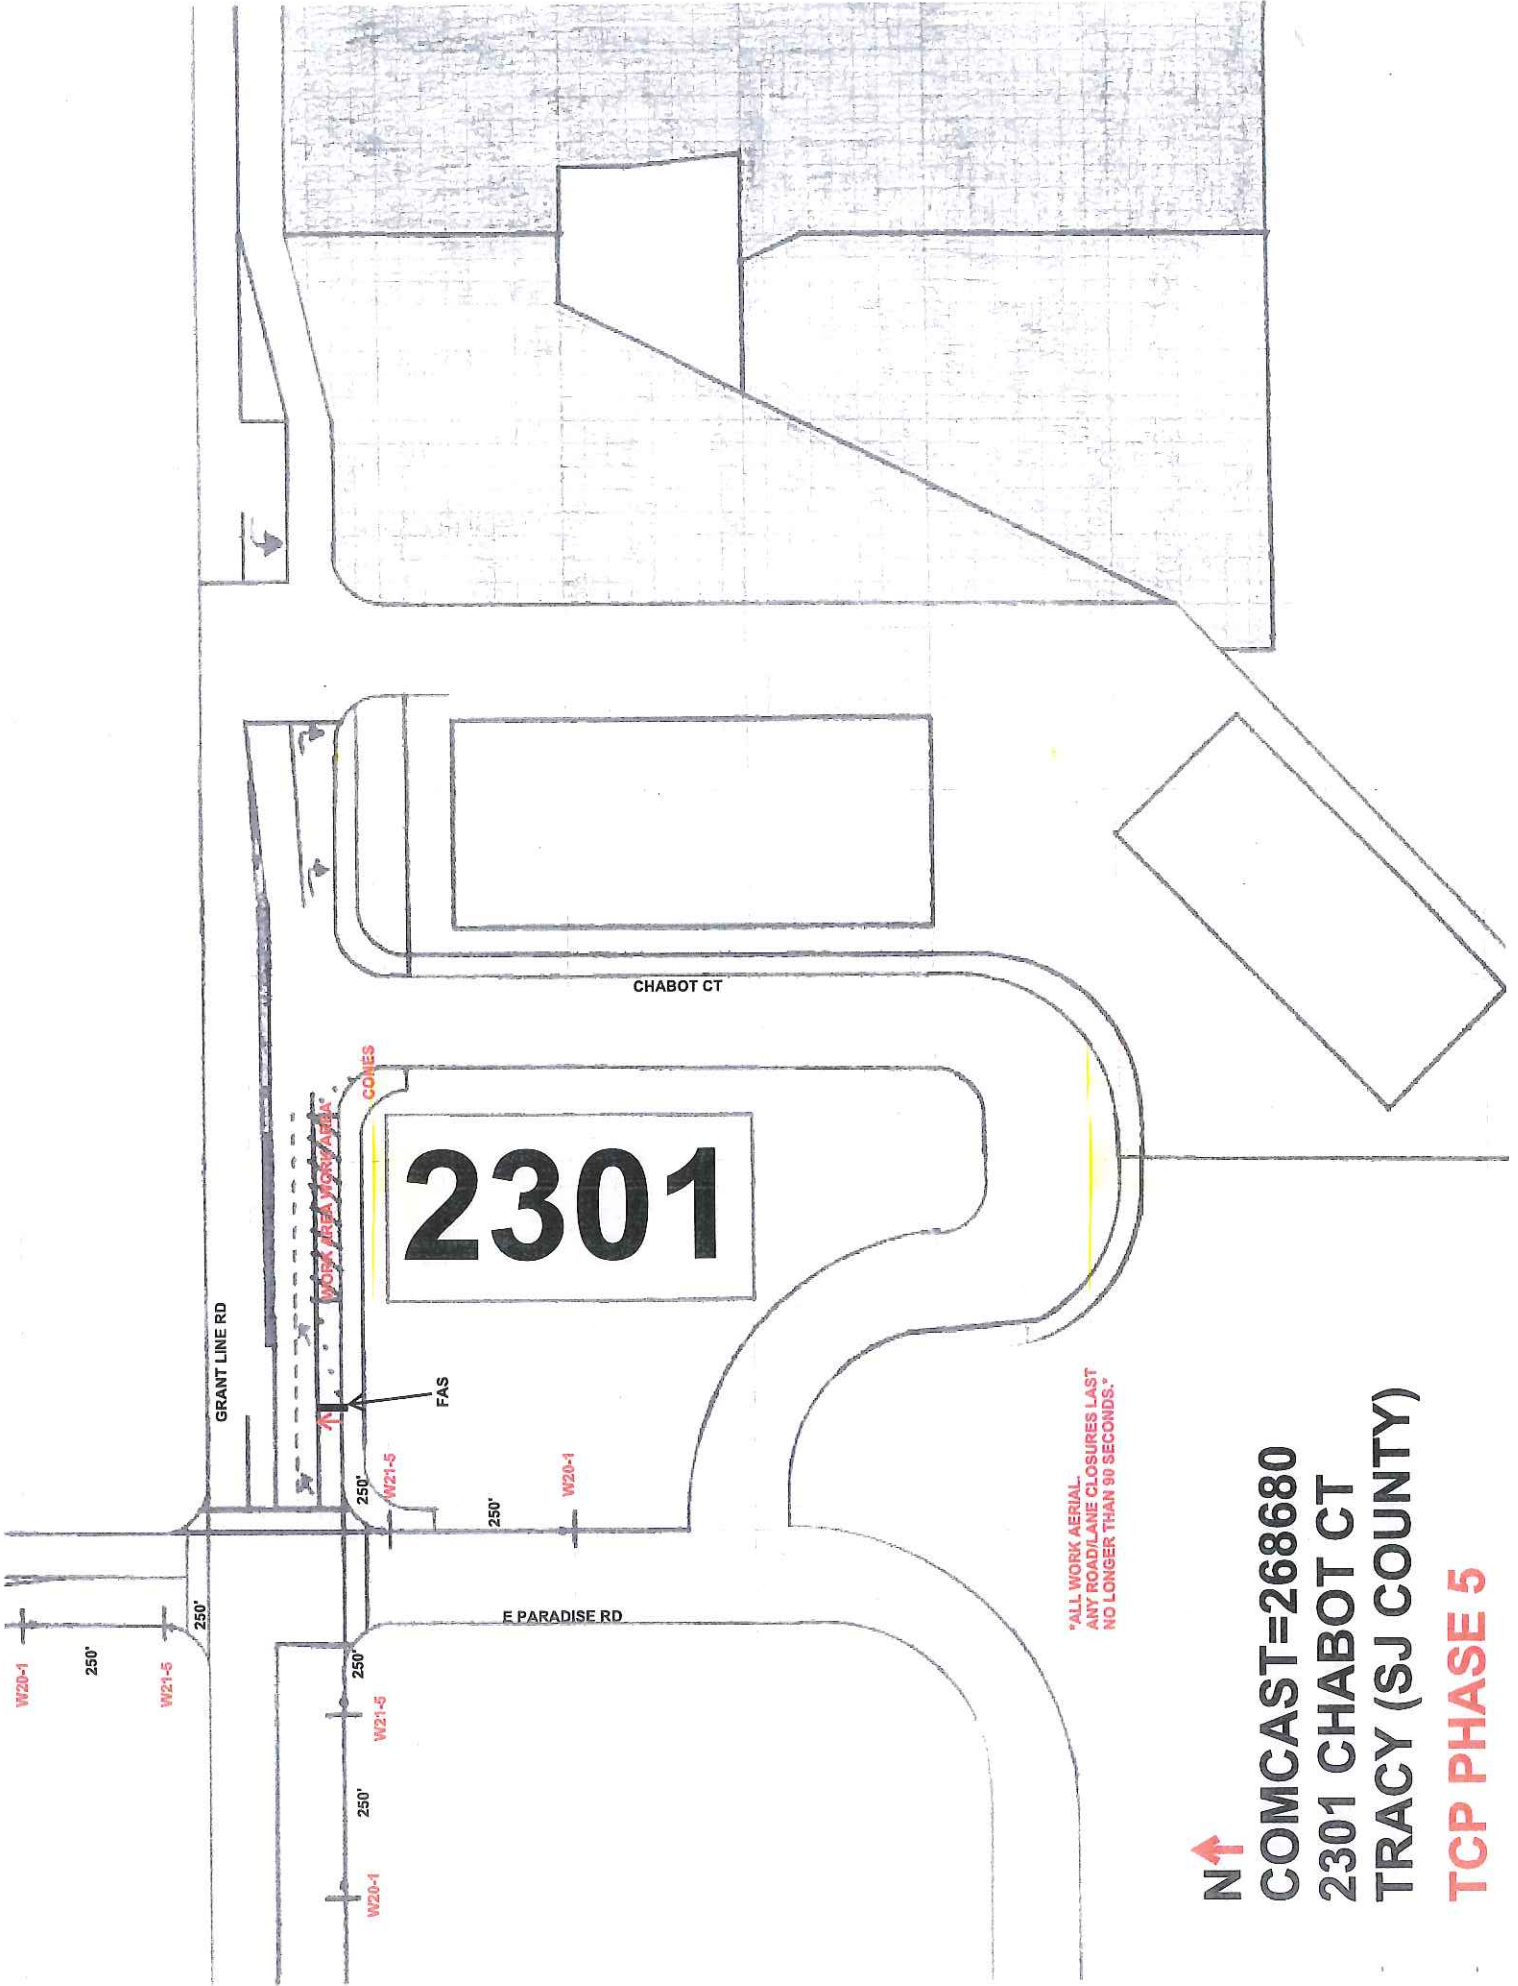 W20-1
250'
W21-5
250'
GRANT LINE RD
WORK AREA WORK AREA
CONES
CHABOT CT
2301
FAS
250'
W21-5
250'
W20-1
250'
W21-5
250'
W20-1
E PARADISE RD
"ALL WORK AERIAL.
ANY ROAD/LANE CLOSURES LAST
NO LONGER THAN 90 SECONDS."
N
COMCAST=268680
2301 CHABOT CT
TRACY (SJ COUNTY)
TCP PHASE 5